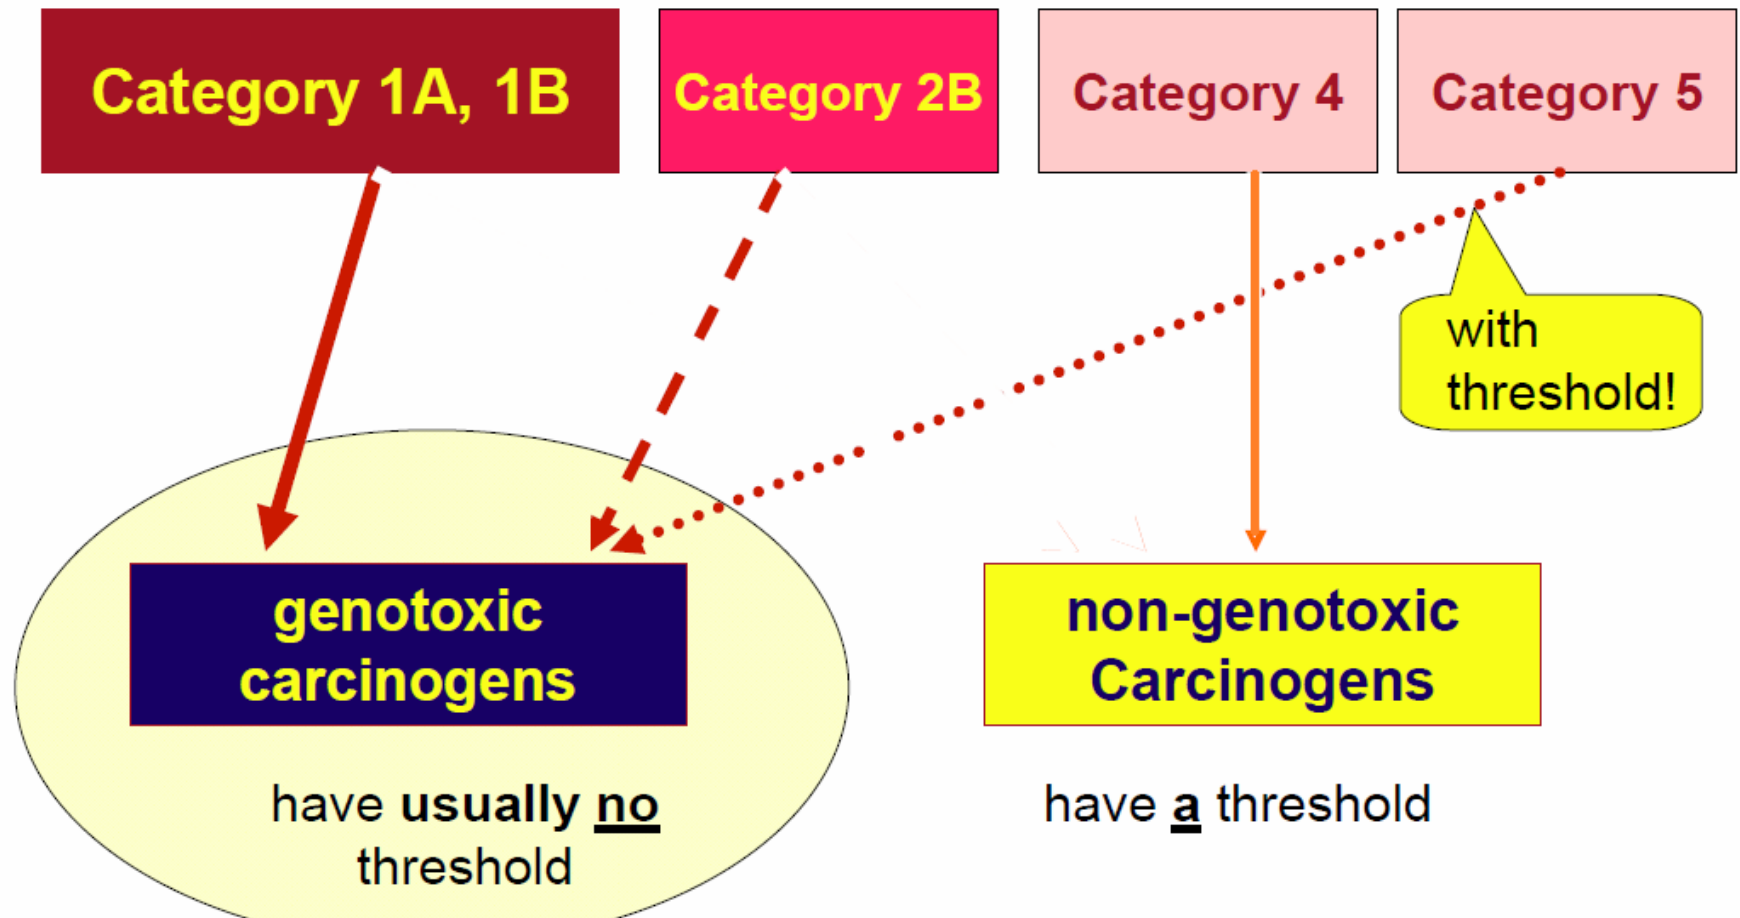 Category 1A, 1B
Category 2B
Category 4
Category 5
with
threshold!
genotoxic
carcinogens
non-genotoxic
Carcinogens
have usually no
threshold
have a threshold